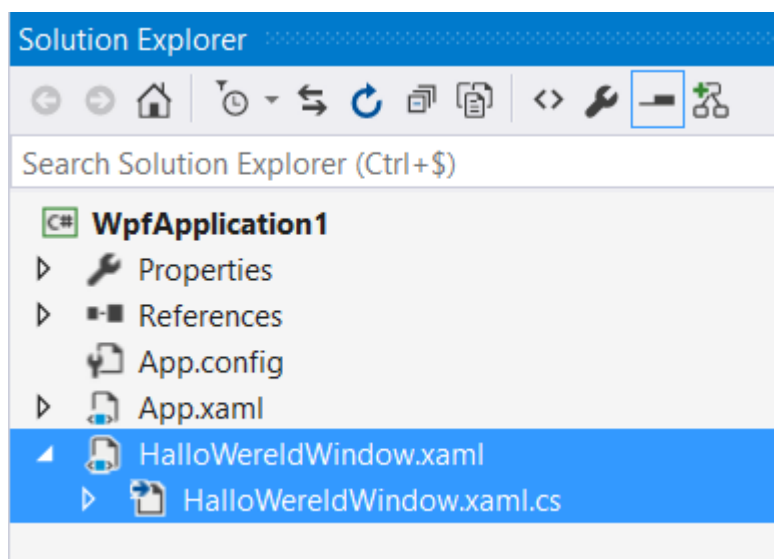 Solution Explorer
Search Solution Explorer (Ctrl+$)
C# WpfApplication1
Properties
References
App.config
App.xaml
HalloWereldWindow.xaml
HalloWereldWindow.xaml.cs